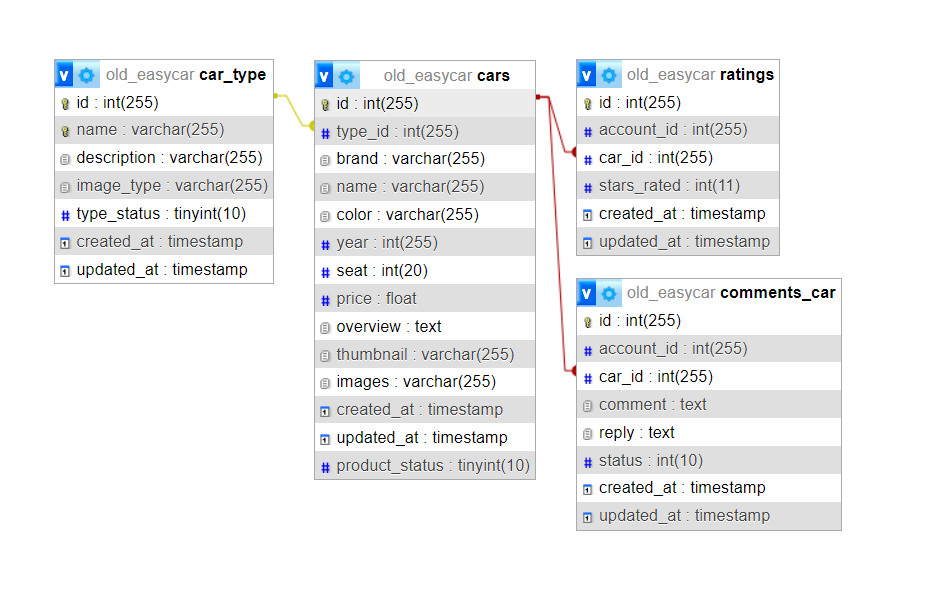 v old_easycar car_type
id : int(255)
name : varchar(255)
description : varchar(255)
image_type : varchar(255)
# type_status : tinyint(10)
created_at : timestamp
updated_at : timestamp
v old_easycar cars
id : int(255)
# type_id : int(255)
brand : varchar(255)
name : varchar(255)
color : varchar(255)
# year : int(255)
# seat : int(20)
# price : float
overview : text
thumbnail : varchar(255)
images : varchar(255)
created_at : timestamp
updated_at : timestamp
# product_status : tinyint(10)
v old_easycar ratings
id : int(255)
# account_id : int(255)
# car_id : int(255)
# stars_rated : int(11)
created_at : timestamp
updated_at : timestamp
v old_easycar comments_car
id : int(255)
# account_id : int(255)
# car_id : int(255)
comment : text
reply : text
# status : int(10)
created_at : timestamp
updated_at : timestamp